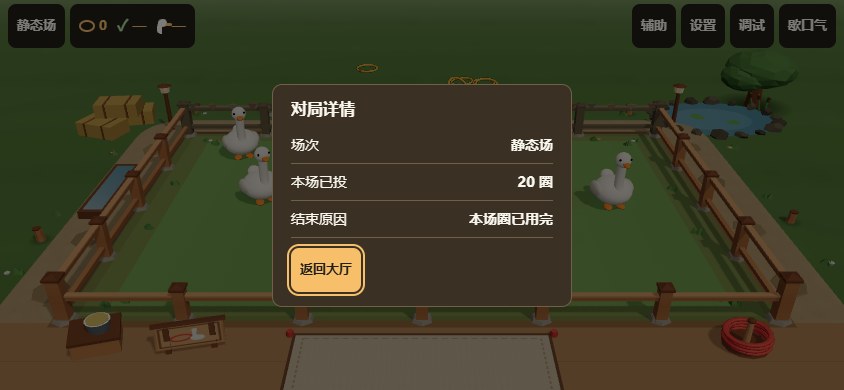 静态场
0
✓—
—
辅助
设置
调试
歇口气
对局详情
场次 静态场
本场已投 20 圈
结束原因 本场圈已用完
返回大厅